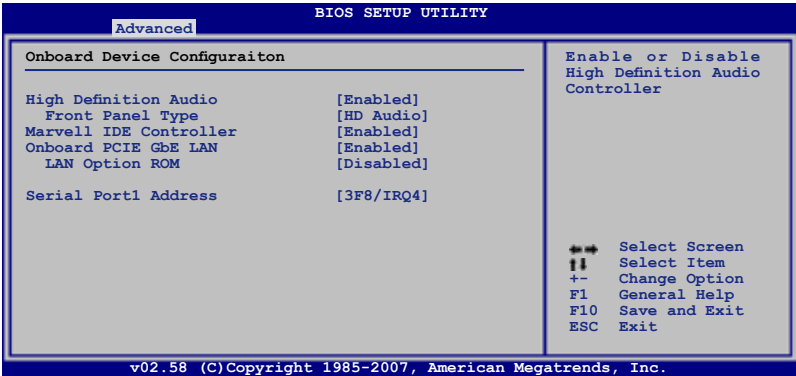 BIOS SETUP UTILITY
Advanced
Onboard Device Configuraiton
High Definition Audio [Enabled]
Front Panel Type [HD Audio]
Marvell IDE Controller [Enabled]
Onboard PCIE GbE LAN [Enabled]
LAN Option ROM [Disabled]
Serial Port1 Address [3F8/IRQ4]
Enable or Disable
High Definition Audio
Controller
Select Screen
Select Item
+- Change Option
F1 General Help
F10 Save and Exit
ESC Exit
v02.58 (C)Copyright 1985-2007, American Megatrends, Inc.